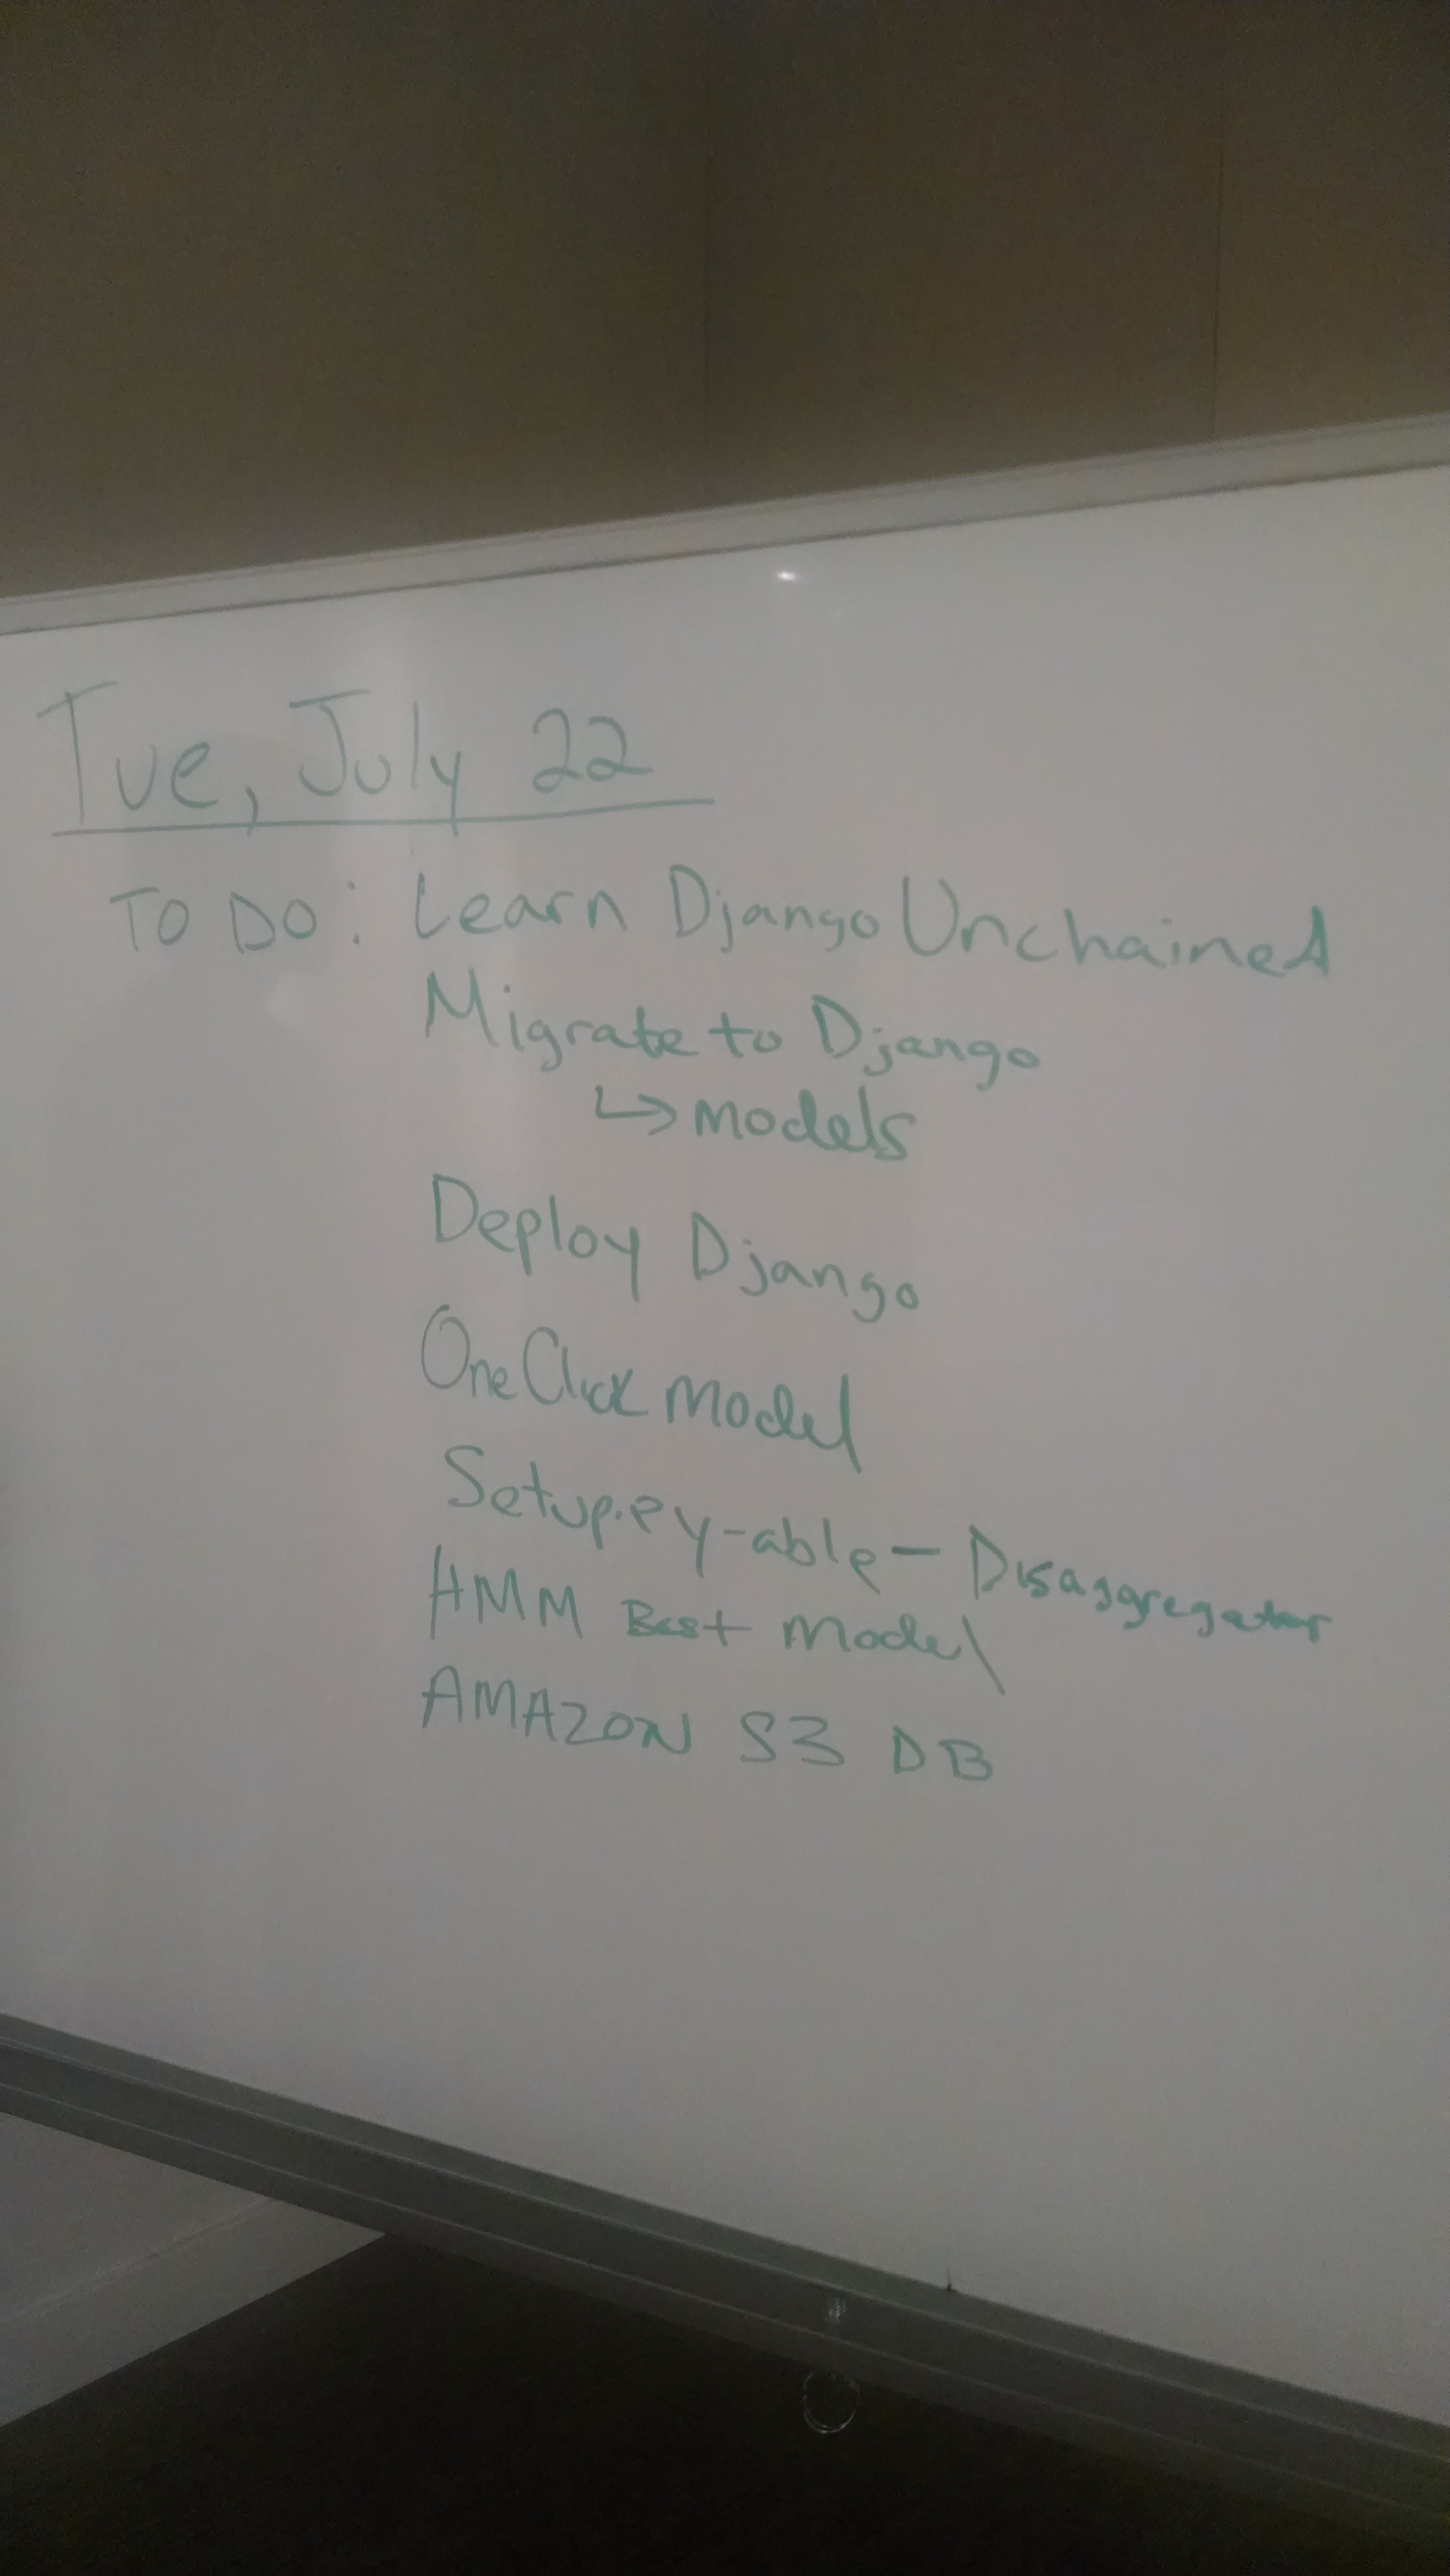 Tue, July 22
TO DO: Learn Django Unchained
Migrate to Django
↳ Models
Deploy Django
One Click Model
Setup.py-able - Disaggregator
HMM Best Model
AMAZON S3 DB